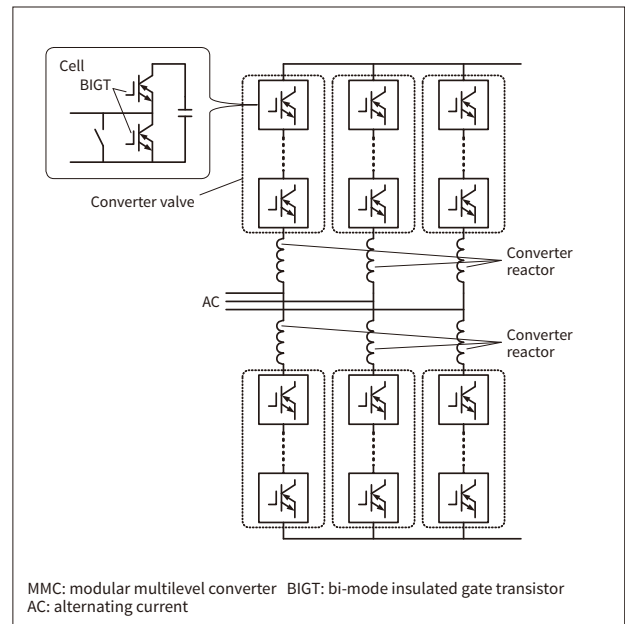 Cell
BIGT
Converter valve
Converter
reactor
AC
Converter
reactor
MMC: modular multilevel converter BIGT: bi-mode insulated gate transistor
AC: alternating current